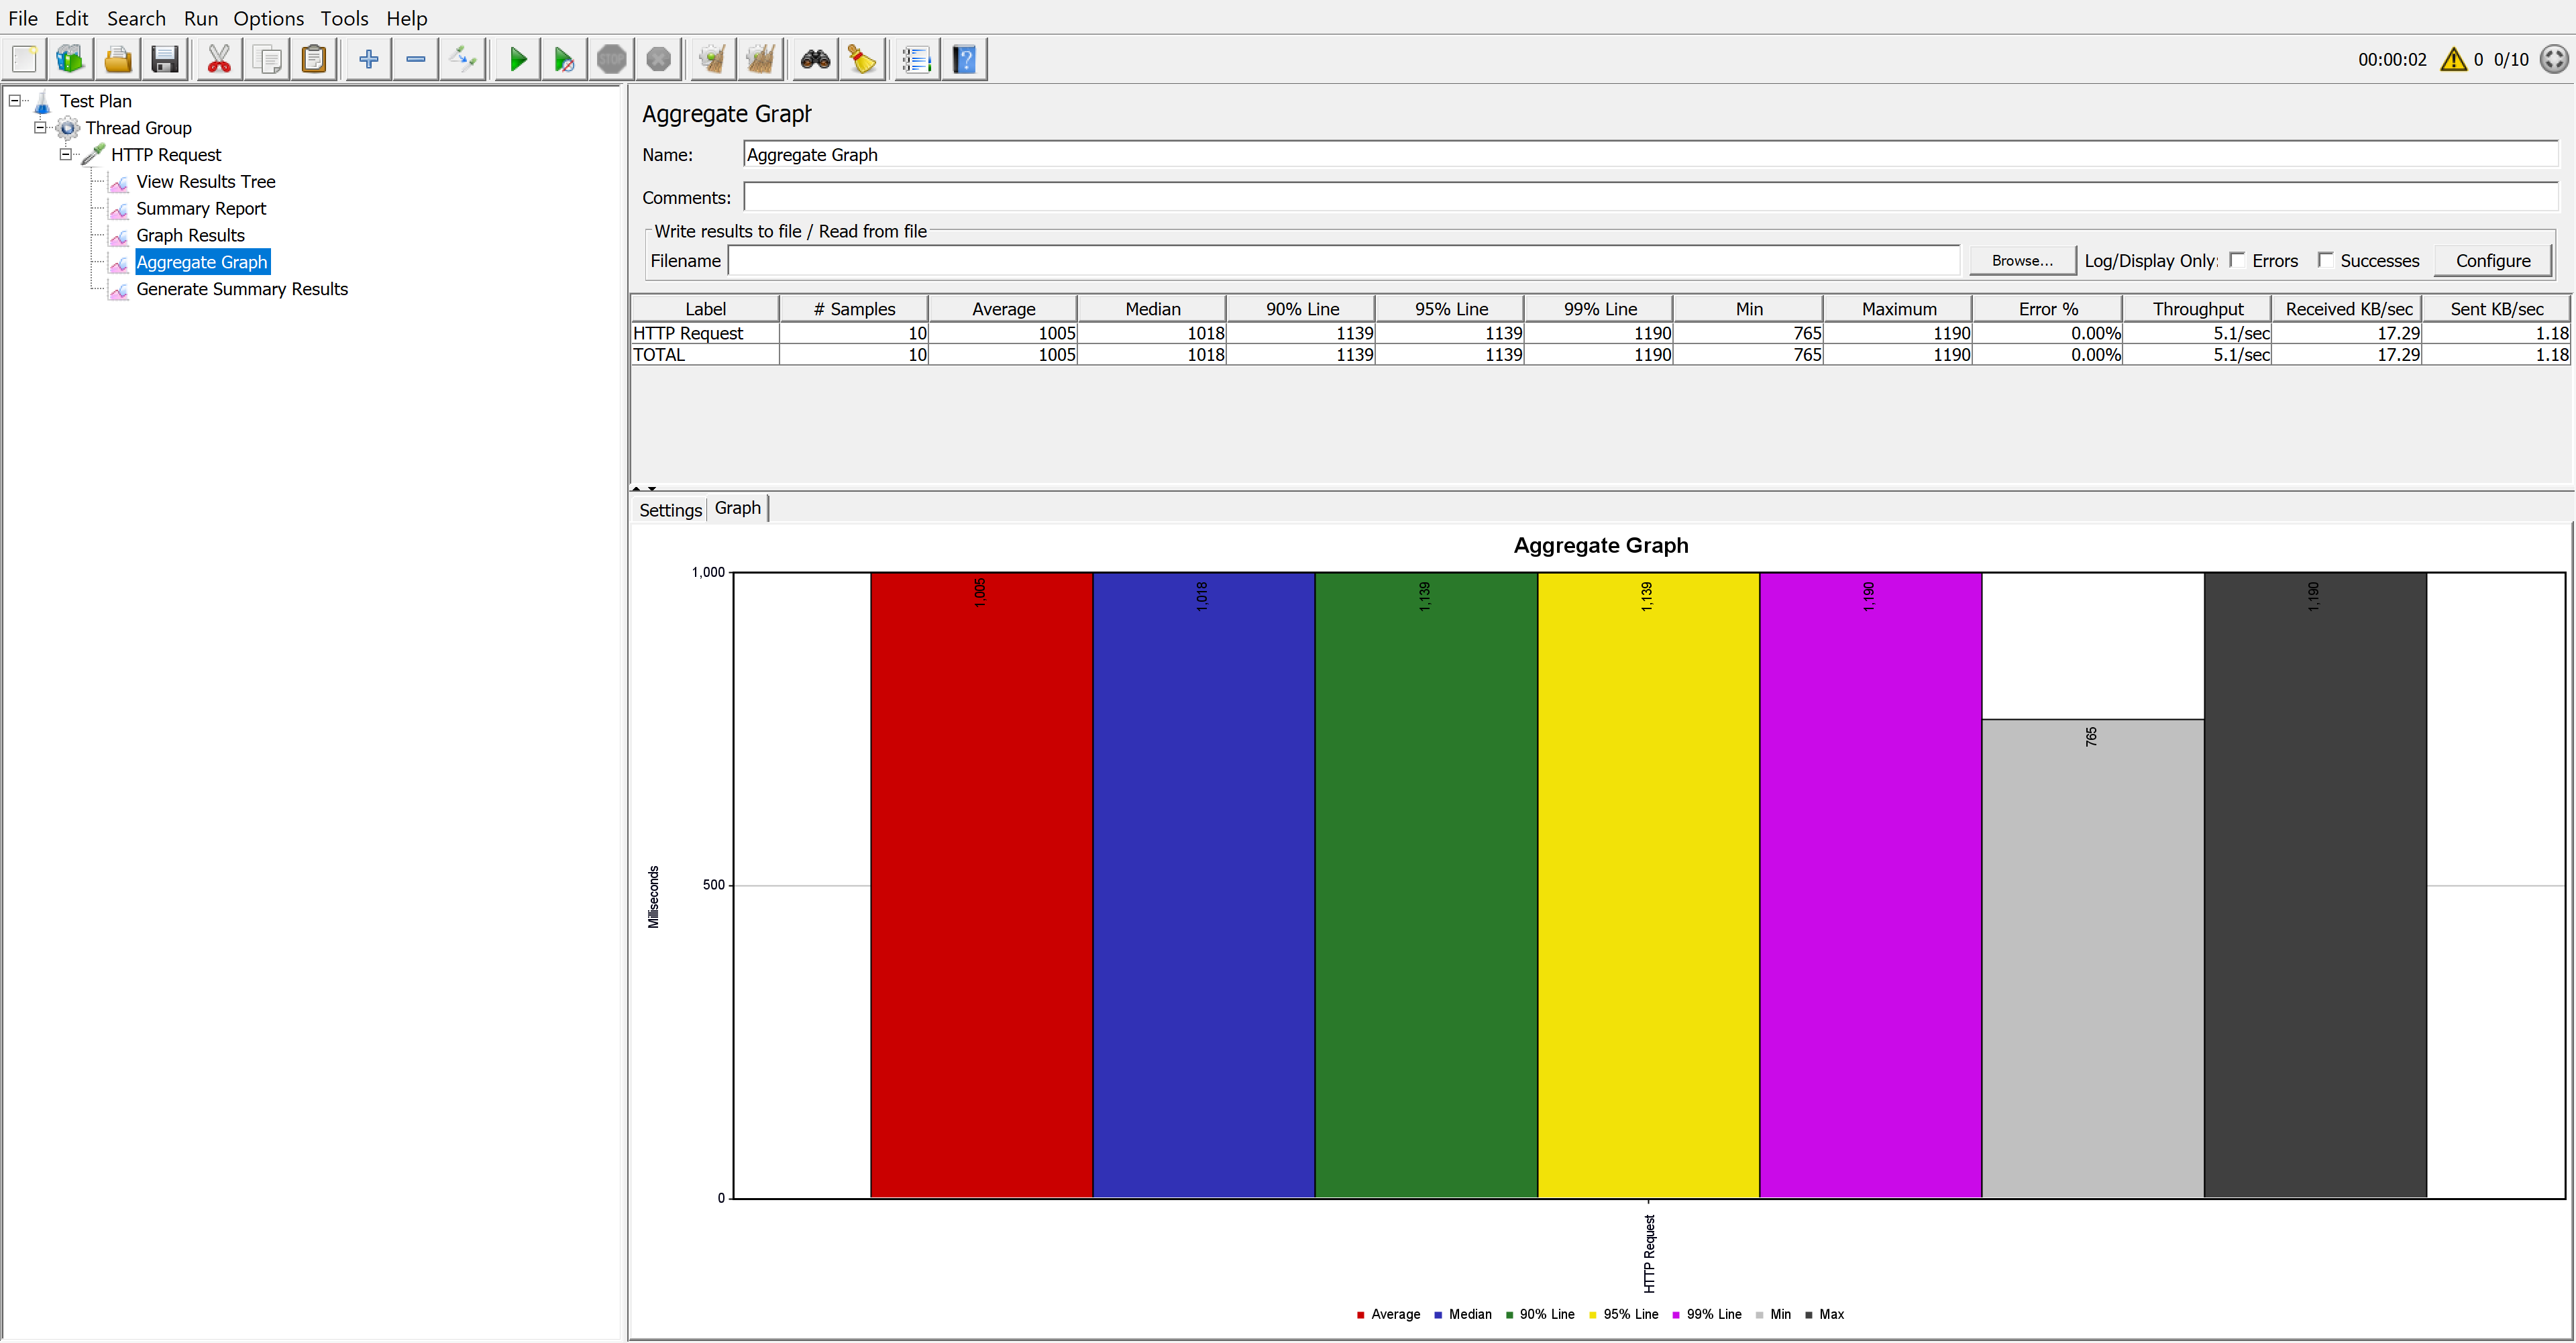 File Edit Search Run Options Tools Help
STOP
00:00:02 0 0/10
Test Plan
Thread Group
HTTP Request
View Results Tree
Summary Report
Graph Results
Aggregate Graph
Generate Summary Results
Aggregate Graph
Name: Aggregate Graph
Comments:
Write results to file / Read from file
Filename Browse... Log/Display Only: Errors Successes Configure
Label # Samples Average Median 90% Line 95% Line 99% Line Min Maximum Error % Throughput Received KB/sec Sent KB/sec
HTTP Request 10 1005 1018 1139 1139 1190 765 1190 0.00% 5.1/sec 17.29 1.18
TOTAL 10 1005 1018 1139 1139 1190 765 1190 0.00% 5.1/sec 17.29 1.18
Settings Graph
Aggregate Graph
1,000
500
0
Milliseconds
1,005 1,018 1,139 1,139 1,190 765 1,190
HTTP Request
Average Median 90% Line 95% Line 99% Line Min Max